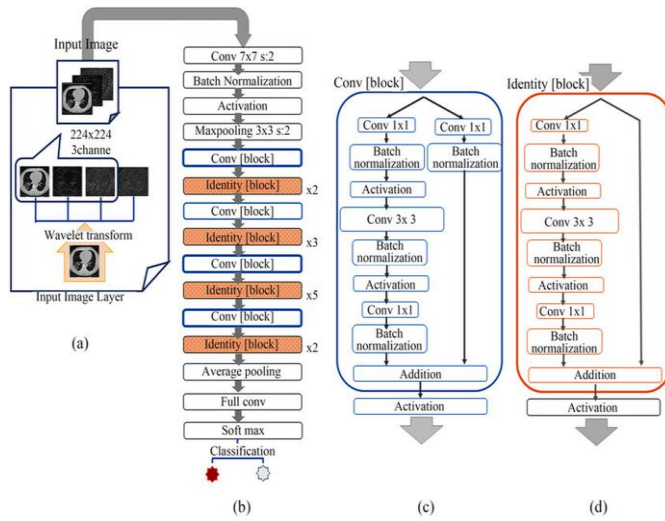 Input Image
224x224
3channe
Wavelet transform
Input Image Layer
(a)
Conv 7x7 s:2
Batch Normalization
Activation
Maxpooling 3x3 s:2
Conv [block]
Identity [block]
x2
Conv [block]
Identity [block]
x3
Conv [block]
Identity [block]
x5
Conv [block]
Identity [block]
x2
Average pooling
Full conv
Soft max
Classification
(b)
Conv [block]
Conv 1x1
Conv 1x1
Batch
normalization
Batch
normalization
Activation
Conv 3x 3
Batch
normalization
Activation
Conv 1x1
Batch
normalization
Addition
Activation
(c)
Identity [block]
Conv 1x1
Batch
normalization
Activation
Conv 3x 3
Batch
normalization
Activation
Conv 1x1
Batch
normalization
Addition
Activation
(d)